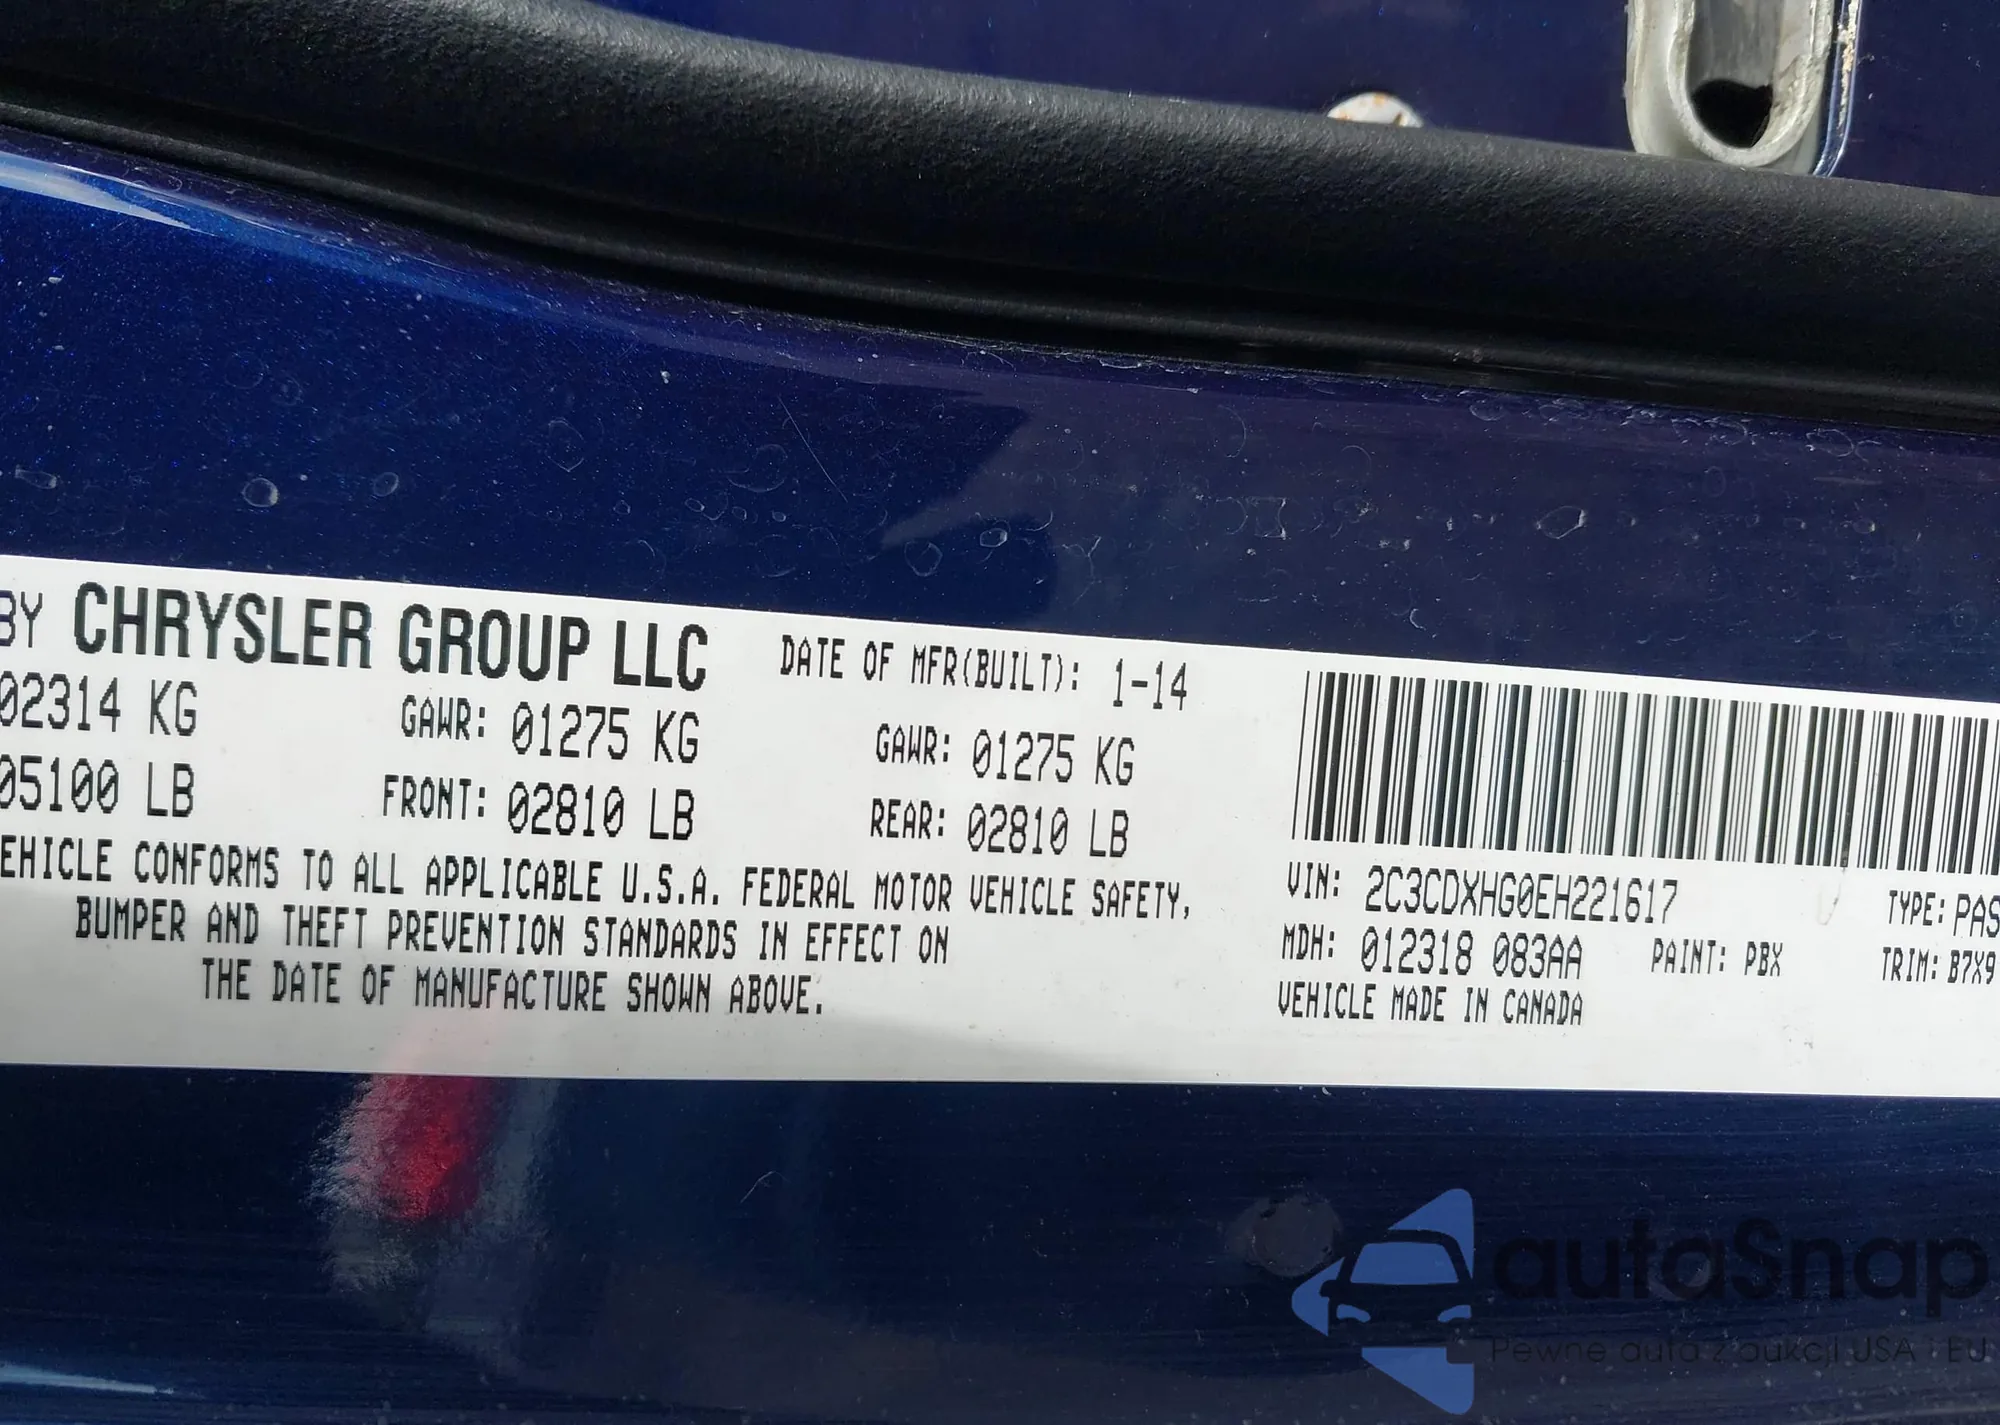 BY CHRYSLER GROUP LLC DATE OF MFR(BUILT): 1-14
02314 KG GAWR: 01275 KG GAWR: 01275 KG
05100 LB FRONT: 02810 LB REAR: 02810 LB
EHICLE CONFORMS TO ALL APPLICABLE U.S.A. FEDERAL MOTOR VEHICLE SAFETY,
BUMPER AND THEFT PREVENTION STANDARDS IN EFFECT ON
THE DATE OF MANUFACTURE SHOWN ABOVE.
VIN: 2C3CDXHG0EH221617 TYPE: PAS
MDH: 012318 083AA PAINT: PBX TRIM: B7X9
VEHICLE MADE IN CANADA
autaSnap
Pewne auta z aukcji USA i EU